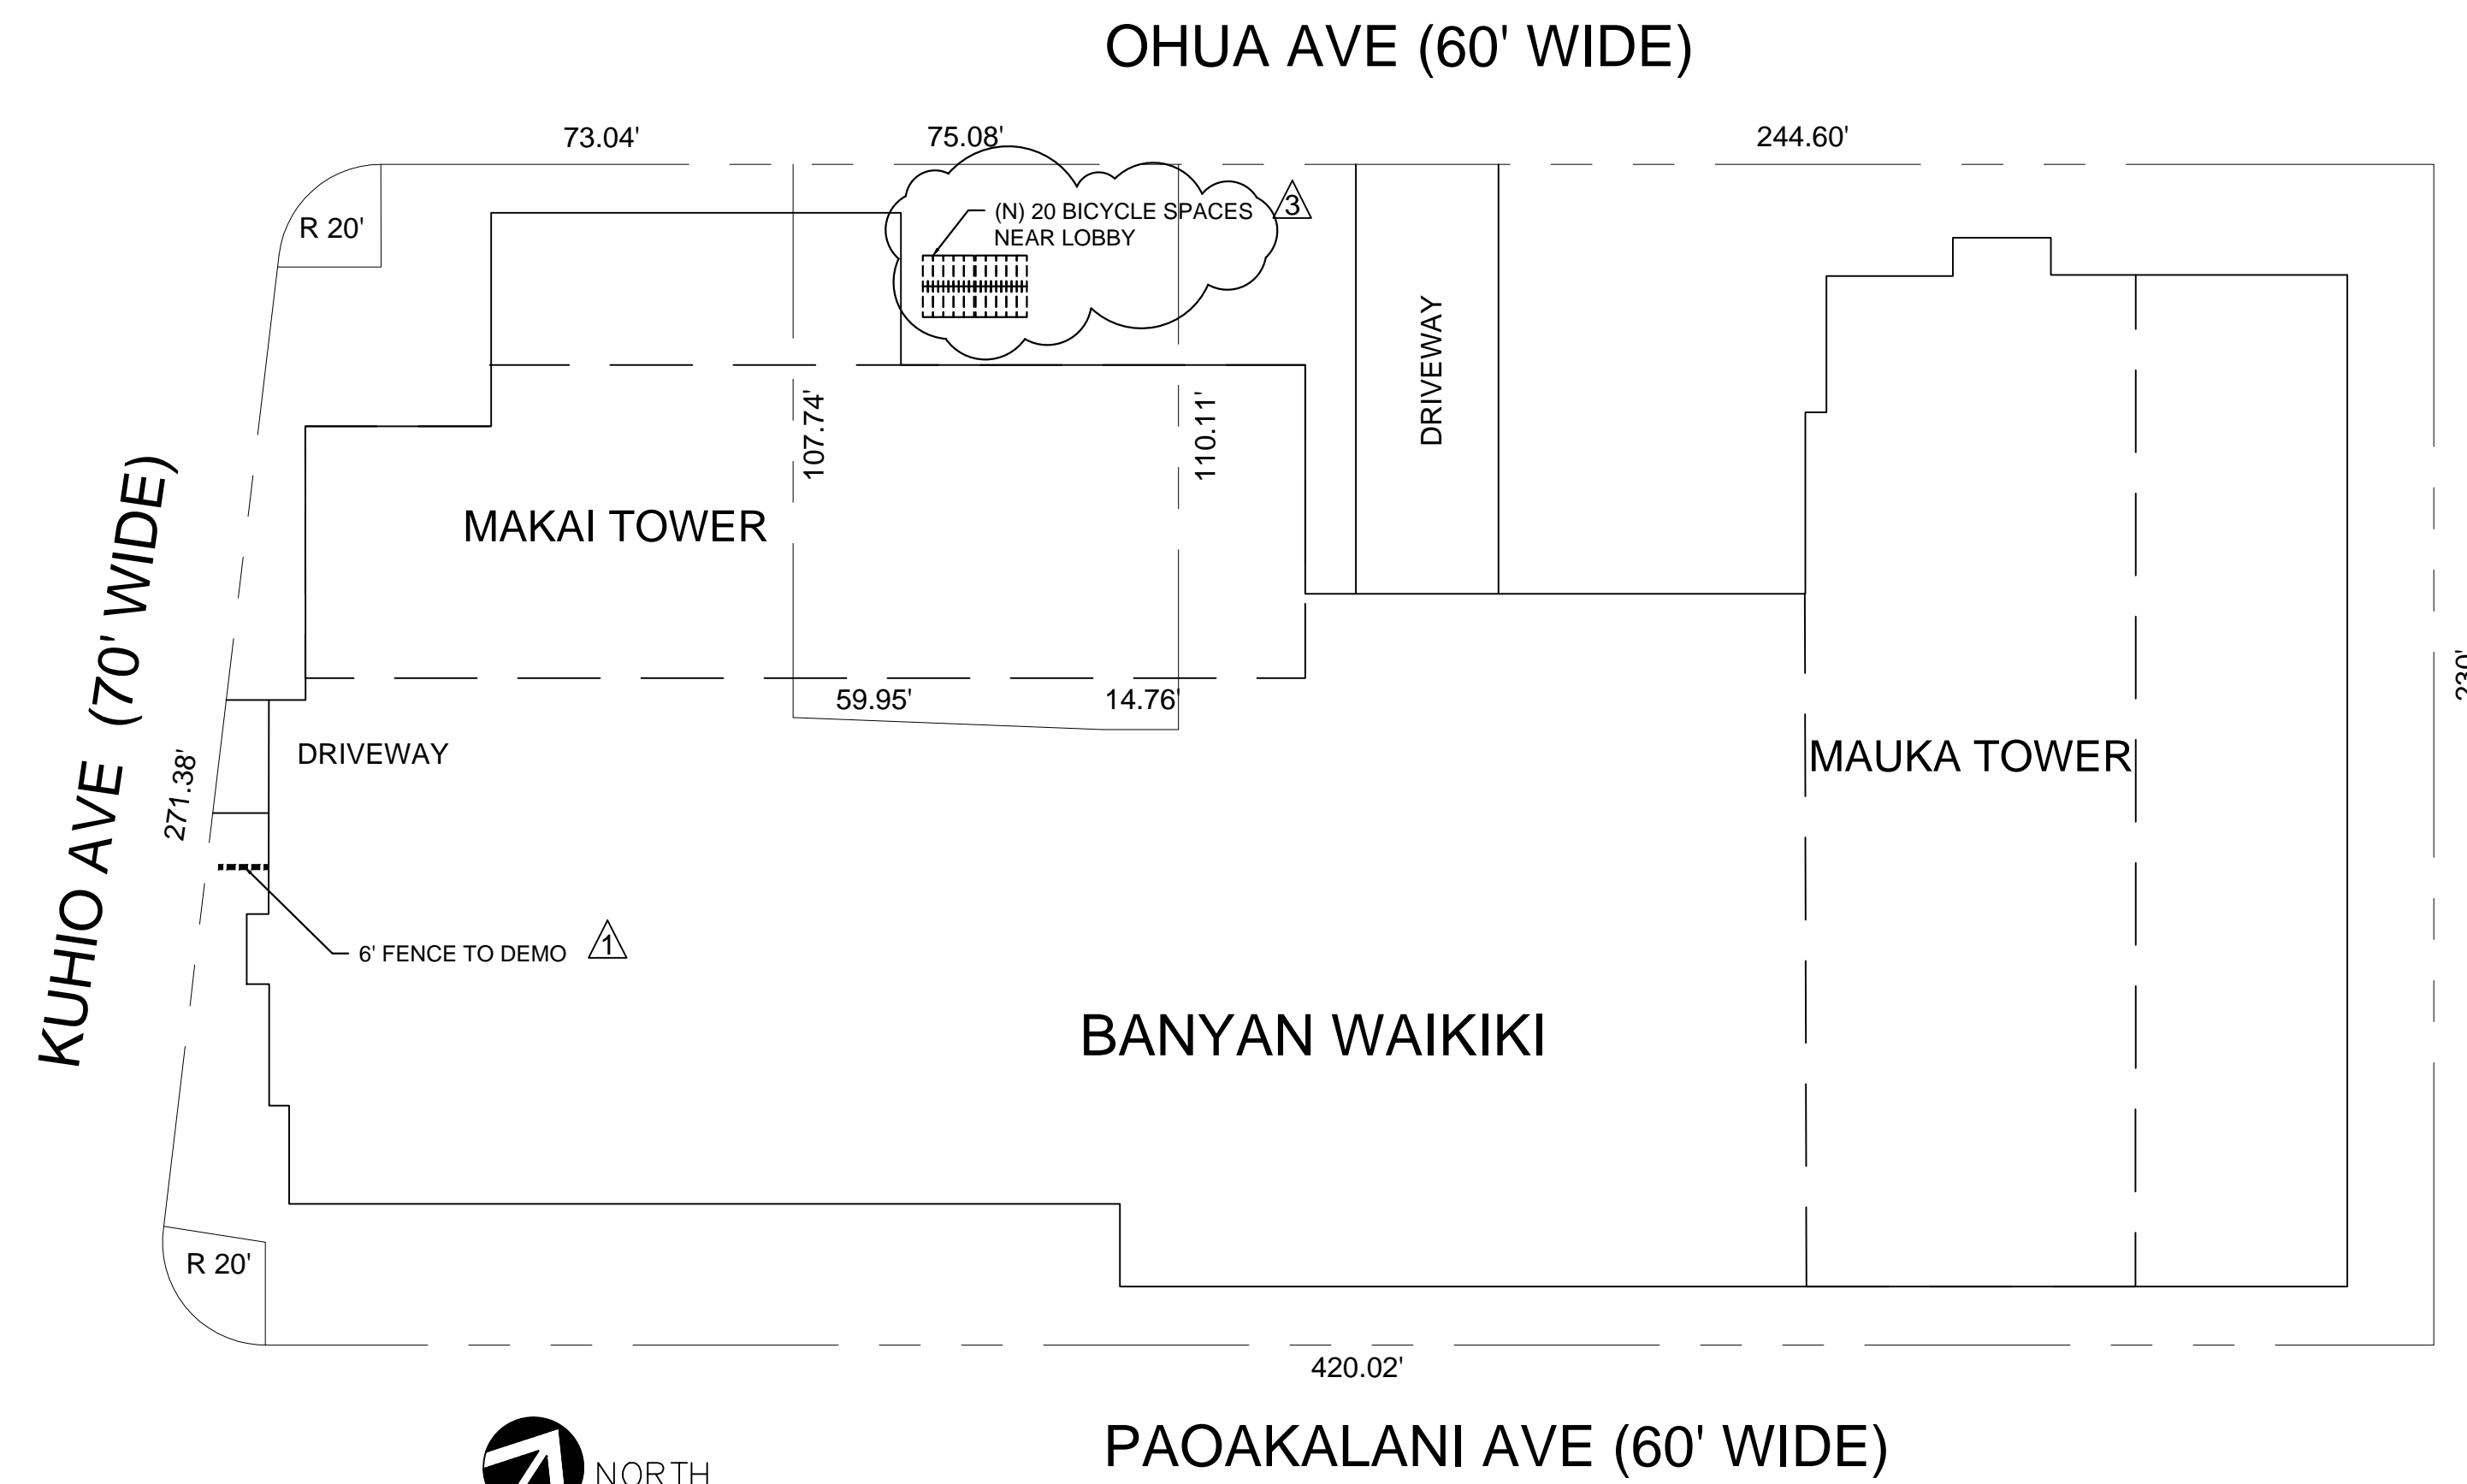 OHUA AVE (60' WIDE)
73.04'
75.08'
244.60'
R 20'
(N) 20 BICYCLE SPACES
NEAR LOBBY
3
DRIVEWAY
107.74'
110.11'
MAKAI TOWER
KUHIO AVE (70' WIDE)
271.38'
59.95'
14.76'
230'
DRIVEWAY
MAUKA TOWER
6' FENCE TO DEMO
1
BANYAN WAIKIKI
R 20'
420.02'
PAOAKALANI AVE (60' WIDE)
NORTH